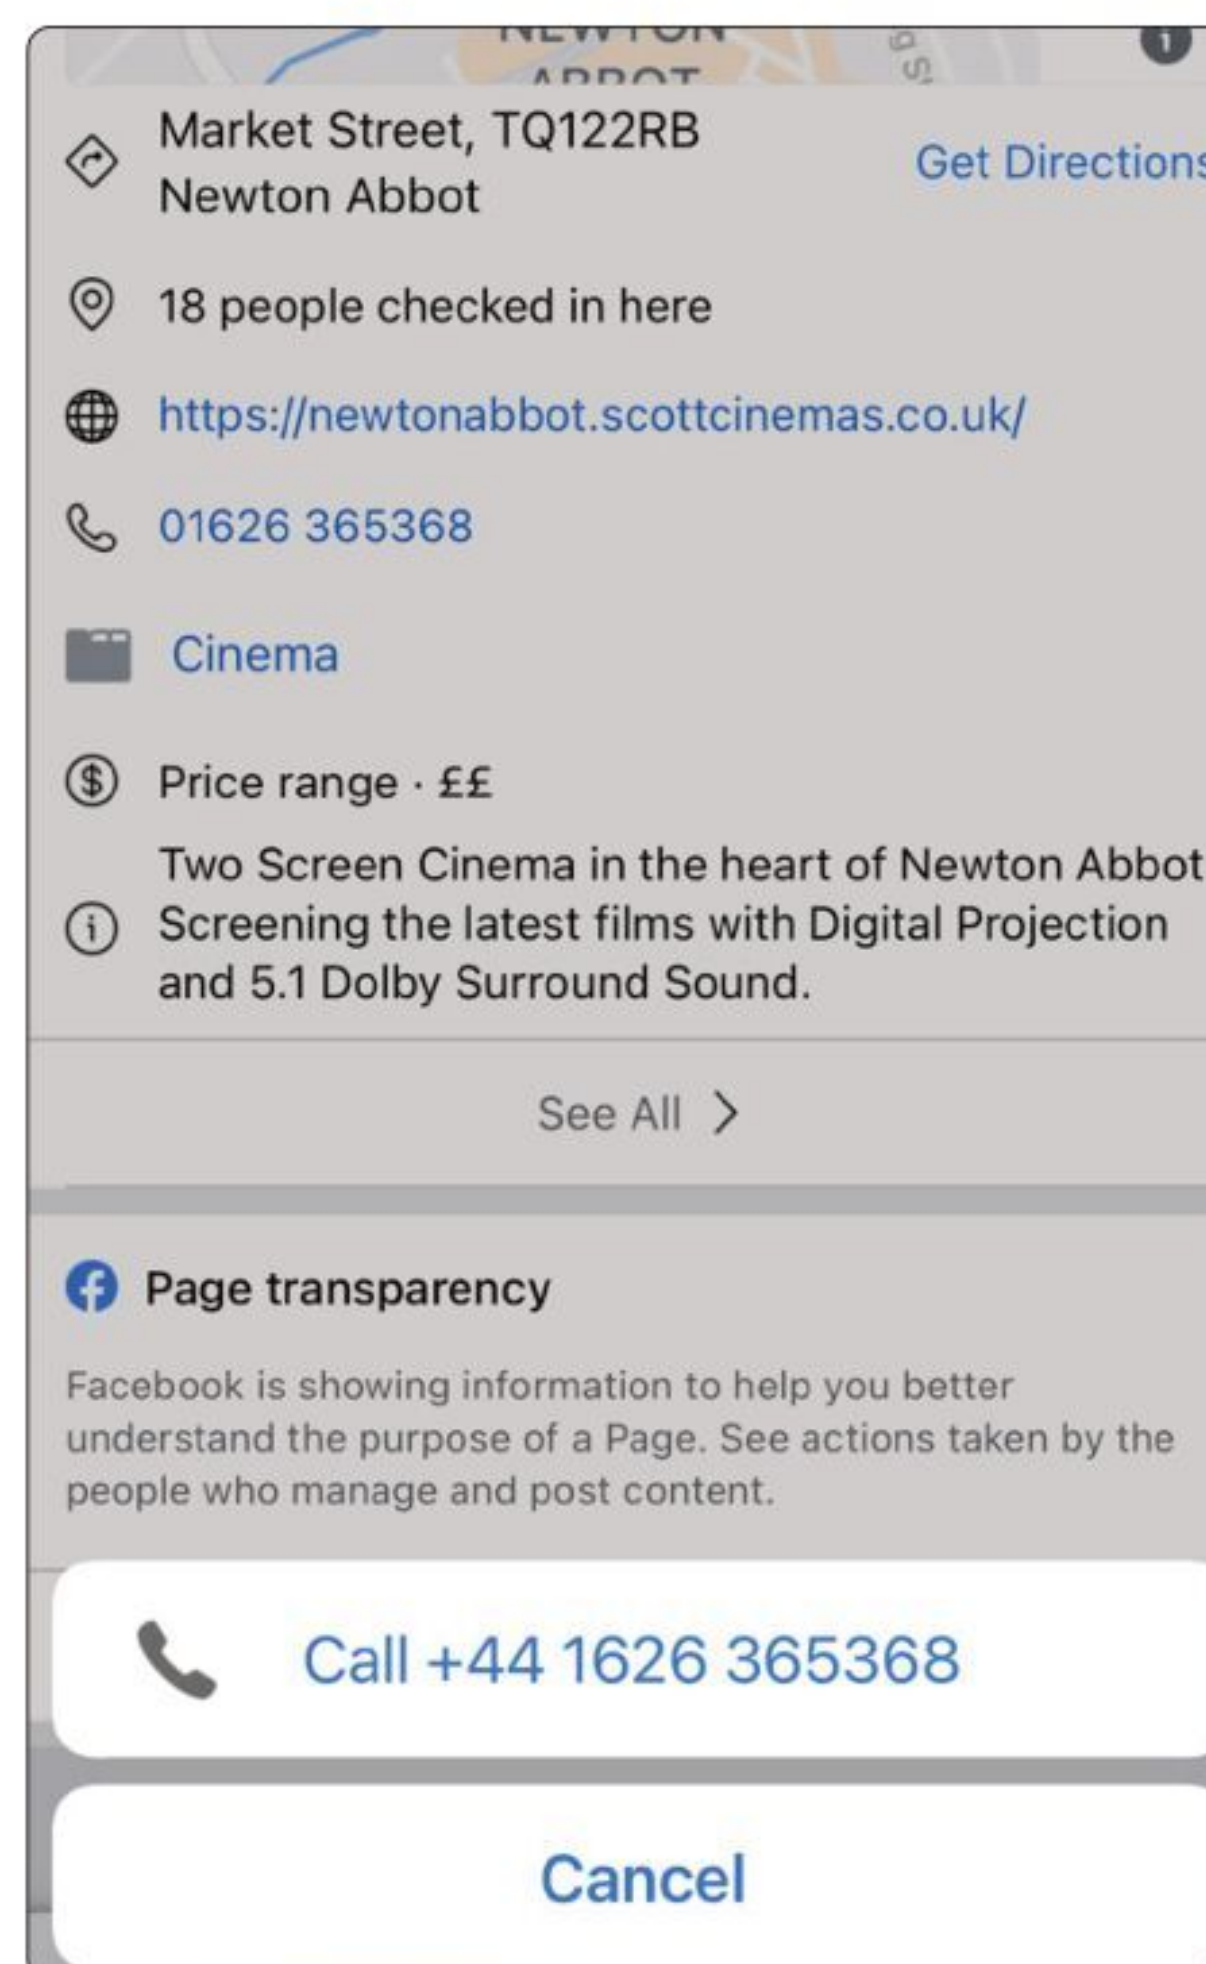 NEWTON
ABBOT
Market Street, TQ122RB
Newton Abbot
Get Directions
18 people checked in here
https://newtonabbot.scottcinemas.co.uk/
01626 365368
Cinema
Price range · ££
Two Screen Cinema in the heart of Newton Abbot
Screening the latest films with Digital Projection
and 5.1 Dolby Surround Sound.
See All
Page transparency
Facebook is showing information to help you better
understand the purpose of a Page. See actions taken by the
people who manage and post content.
Call +44 1626 365368
Cancel